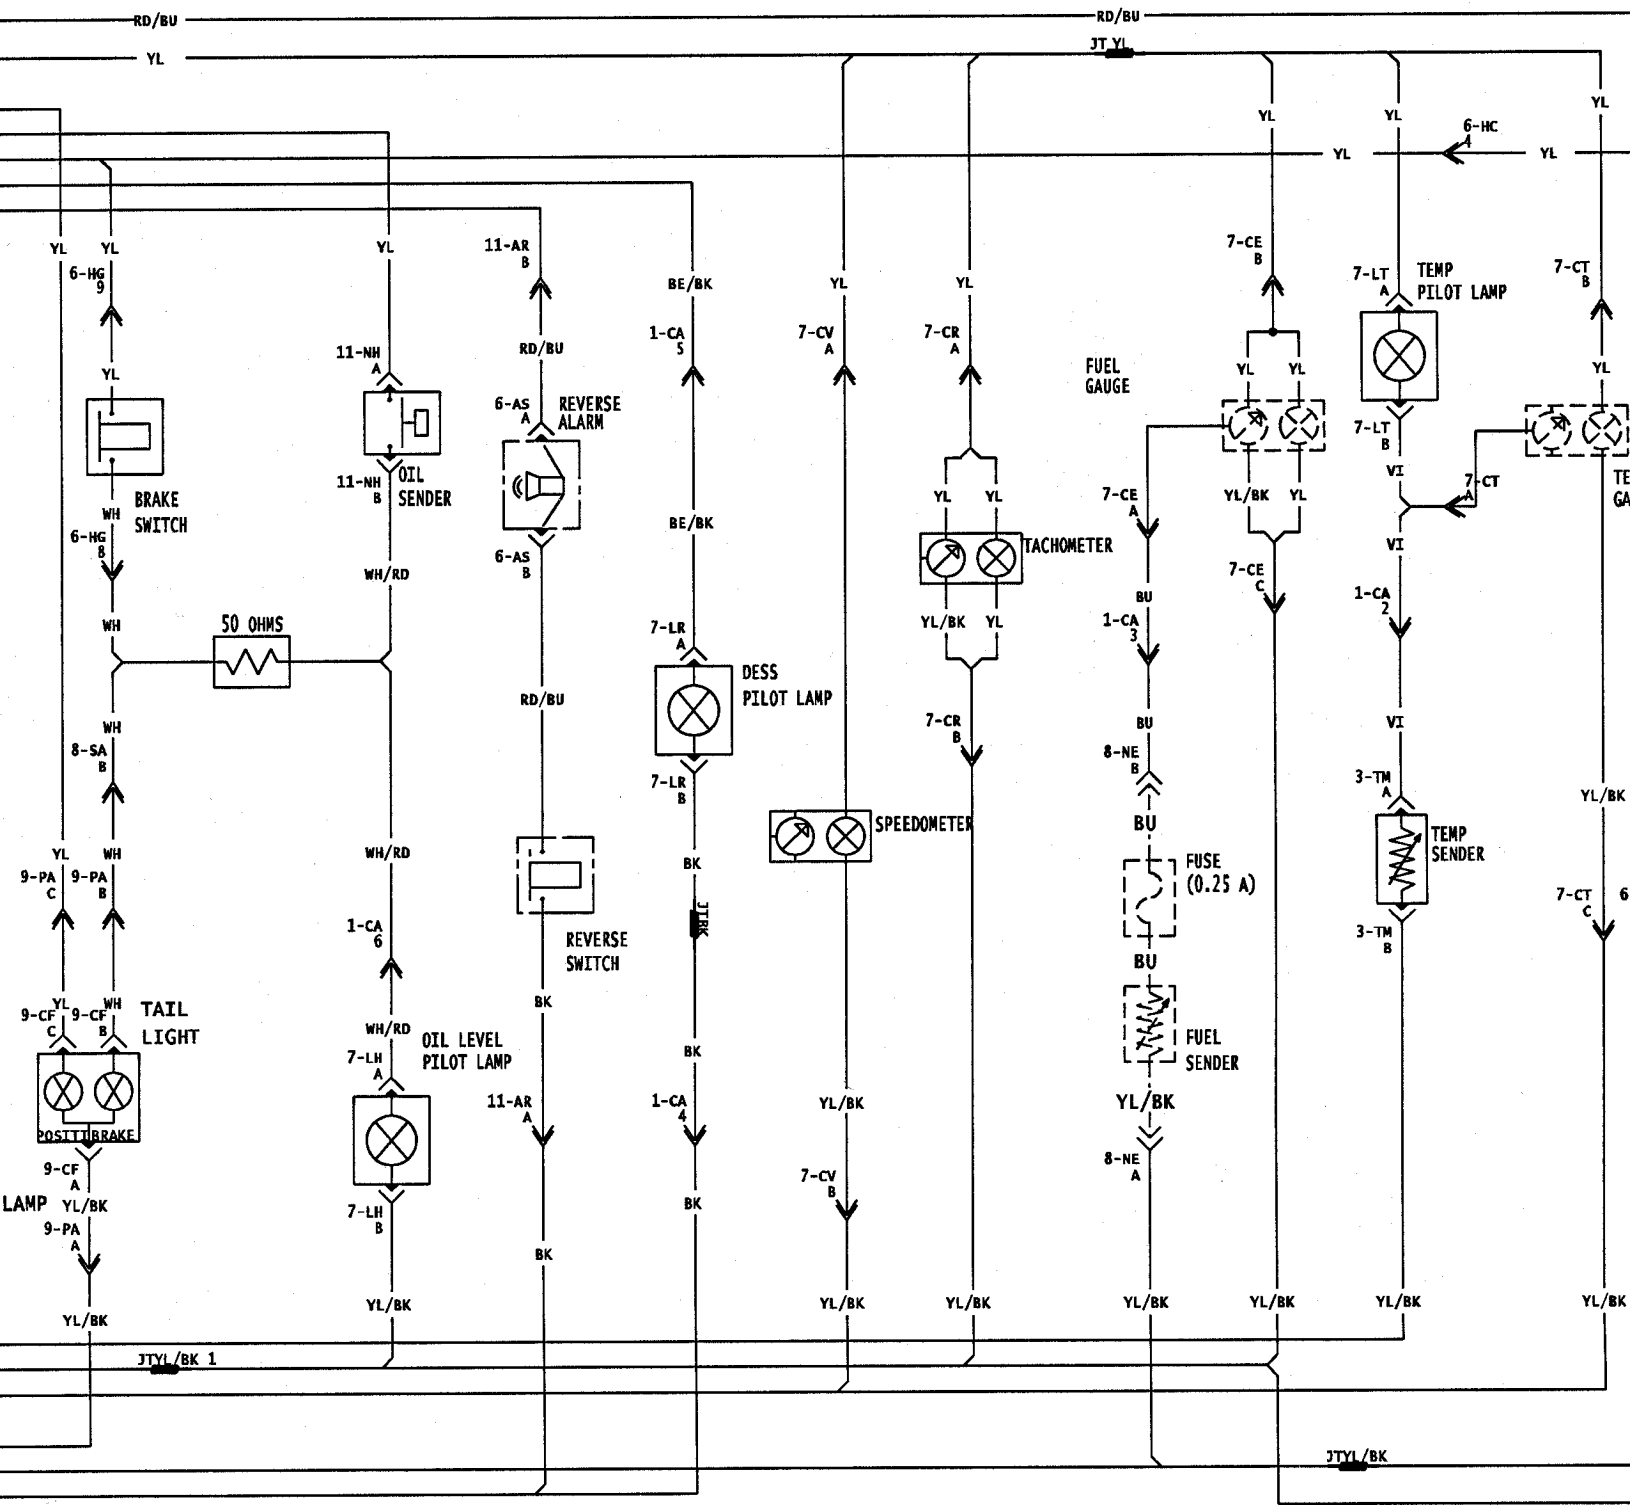 RD/BU
RD/BU
YL
JT YL
YL
YL
YL
6-HC
4
YL
YL
YL
YL
YL
6-HG
9
11-AR
B
BE/BK
YL
YL
7-CE
B
7-LT
A
TEMP
PILOT LAMP
7-CT
B
11-NH
A
RD/BU
1-CA
5
7-CV
A
7-CR
A
YL
FUEL
GAUGE
YL
YL
YL
6-AS
A
REVERSE
ALARM
7-LT
B
11-NH
B
OIL
SENDER
BRAKE
SWITCH
WH
6-HG
8
6-AS
B
BE/BK
YL
YL
7-CE
A
YL/BK
YL
VI
7-CT
A
TE
GA
TACHOMETER
VI
WH/RD
7-CE
C
BU
1-CA
3
1-CA
2
WH
50 OHMS
7-LR
A
YL/BK
YL
DESS
PILOT LAMP
RD/BU
WH
8-SA
B
7-CR
B
BU
8-NE
B
VI
3-TM
A
7-LR
B
YL/BK
SPEEDOMETER
BU
TEMP
SENDER
YL
WH
WH/RD
BK
FUSE
(0.25 A)
9-PA
C
9-PA
B
7-CT
C
6
JTBK
1-CA
6
REVERSE
SWITCH
3-TM
B
BU
YL
WH
TAIL
LIGHT
9-CF
C
9-CF
B
BK
WH/RD
OIL LEVEL
PILOT LAMP
7-LH
A
BK
FUEL
SENDER
11-AR
A
1-CA
4
YL/BK
YL/BK
POSITI
BRAKE
9-CF
A
8-NE
A
7-CV
B
LAMP
YL/BK
9-PA
A
7-LH
B
BK
BK
YL/BK
YL/BK
YL/BK
YL/BK
YL/BK
YL/BK
YL/BK
YL/BK
YL/BK
JTYL/BK 1
JTYL/BK